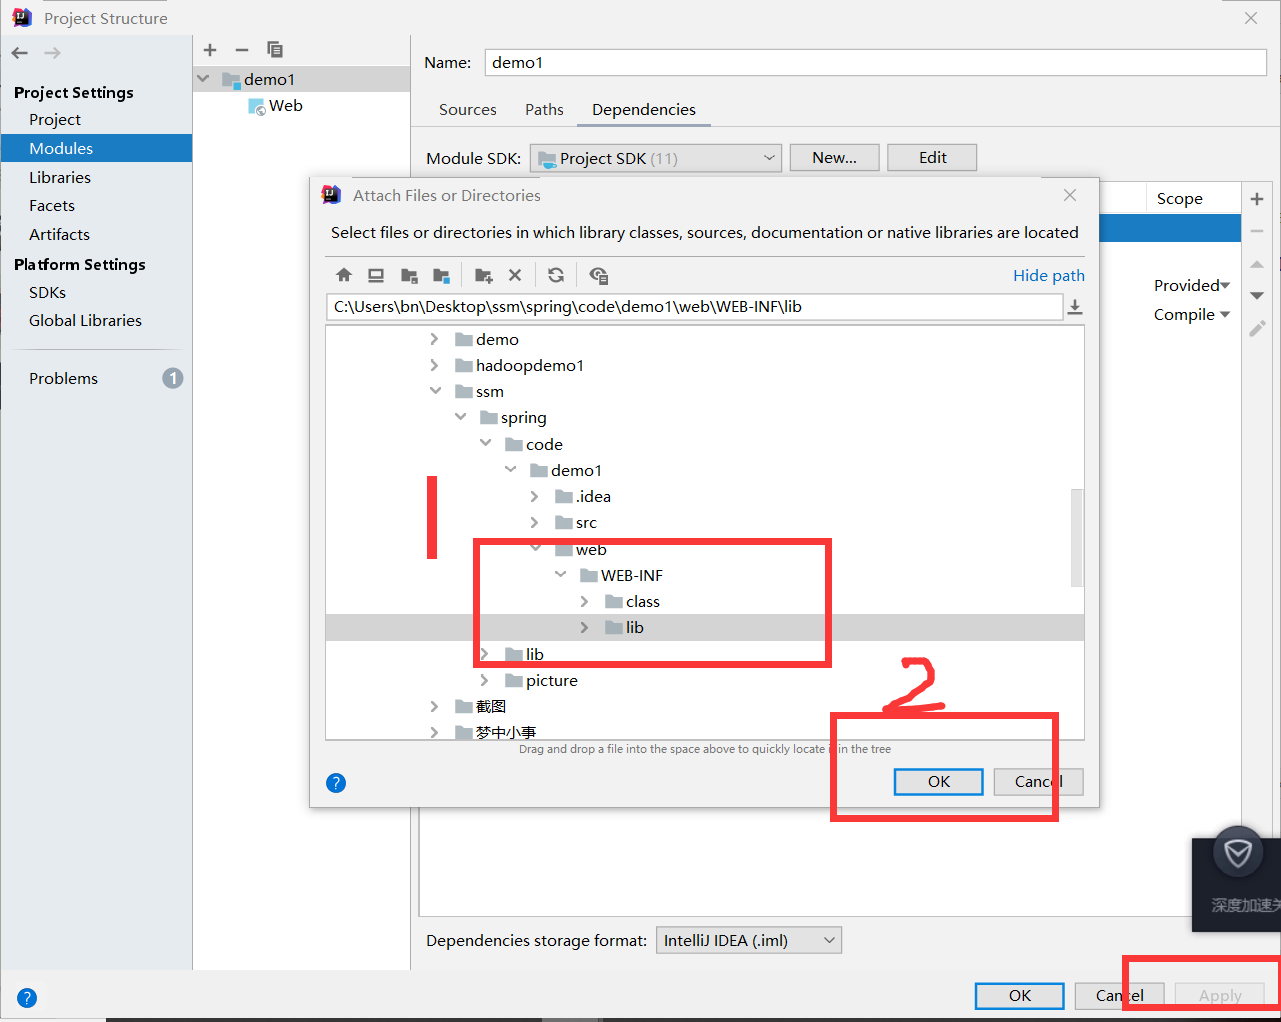 Project Structure
Project Settings
Project
Modules
Libraries
Facets
Artifacts
Platform Settings
SDKs
Global Libraries
Problems 1
demo1
Web
Name: demo1
Sources Paths Dependencies
Module SDK: Project SDK (11) New... Edit
Scope
Provided
Compile
Attach Files or Directories
Select files or directories in which library classes, sources, documentation or native libraries are located
Hide path
C:\Users\bn\Desktop\ssm\spring\code\demo1\web\WEB-INF\lib
demo
hadoopdemo1
ssm
spring
code
demo1
.idea
src
web
WEB-INF
class
lib
lib
picture
截图
梦中小事
2
Drag and drop a file into the space above to quickly locate it in the tree
? OK Cancel
深度加速关
Dependencies storage format: IntelliJ IDEA (.iml)
? OK Cancel Apply